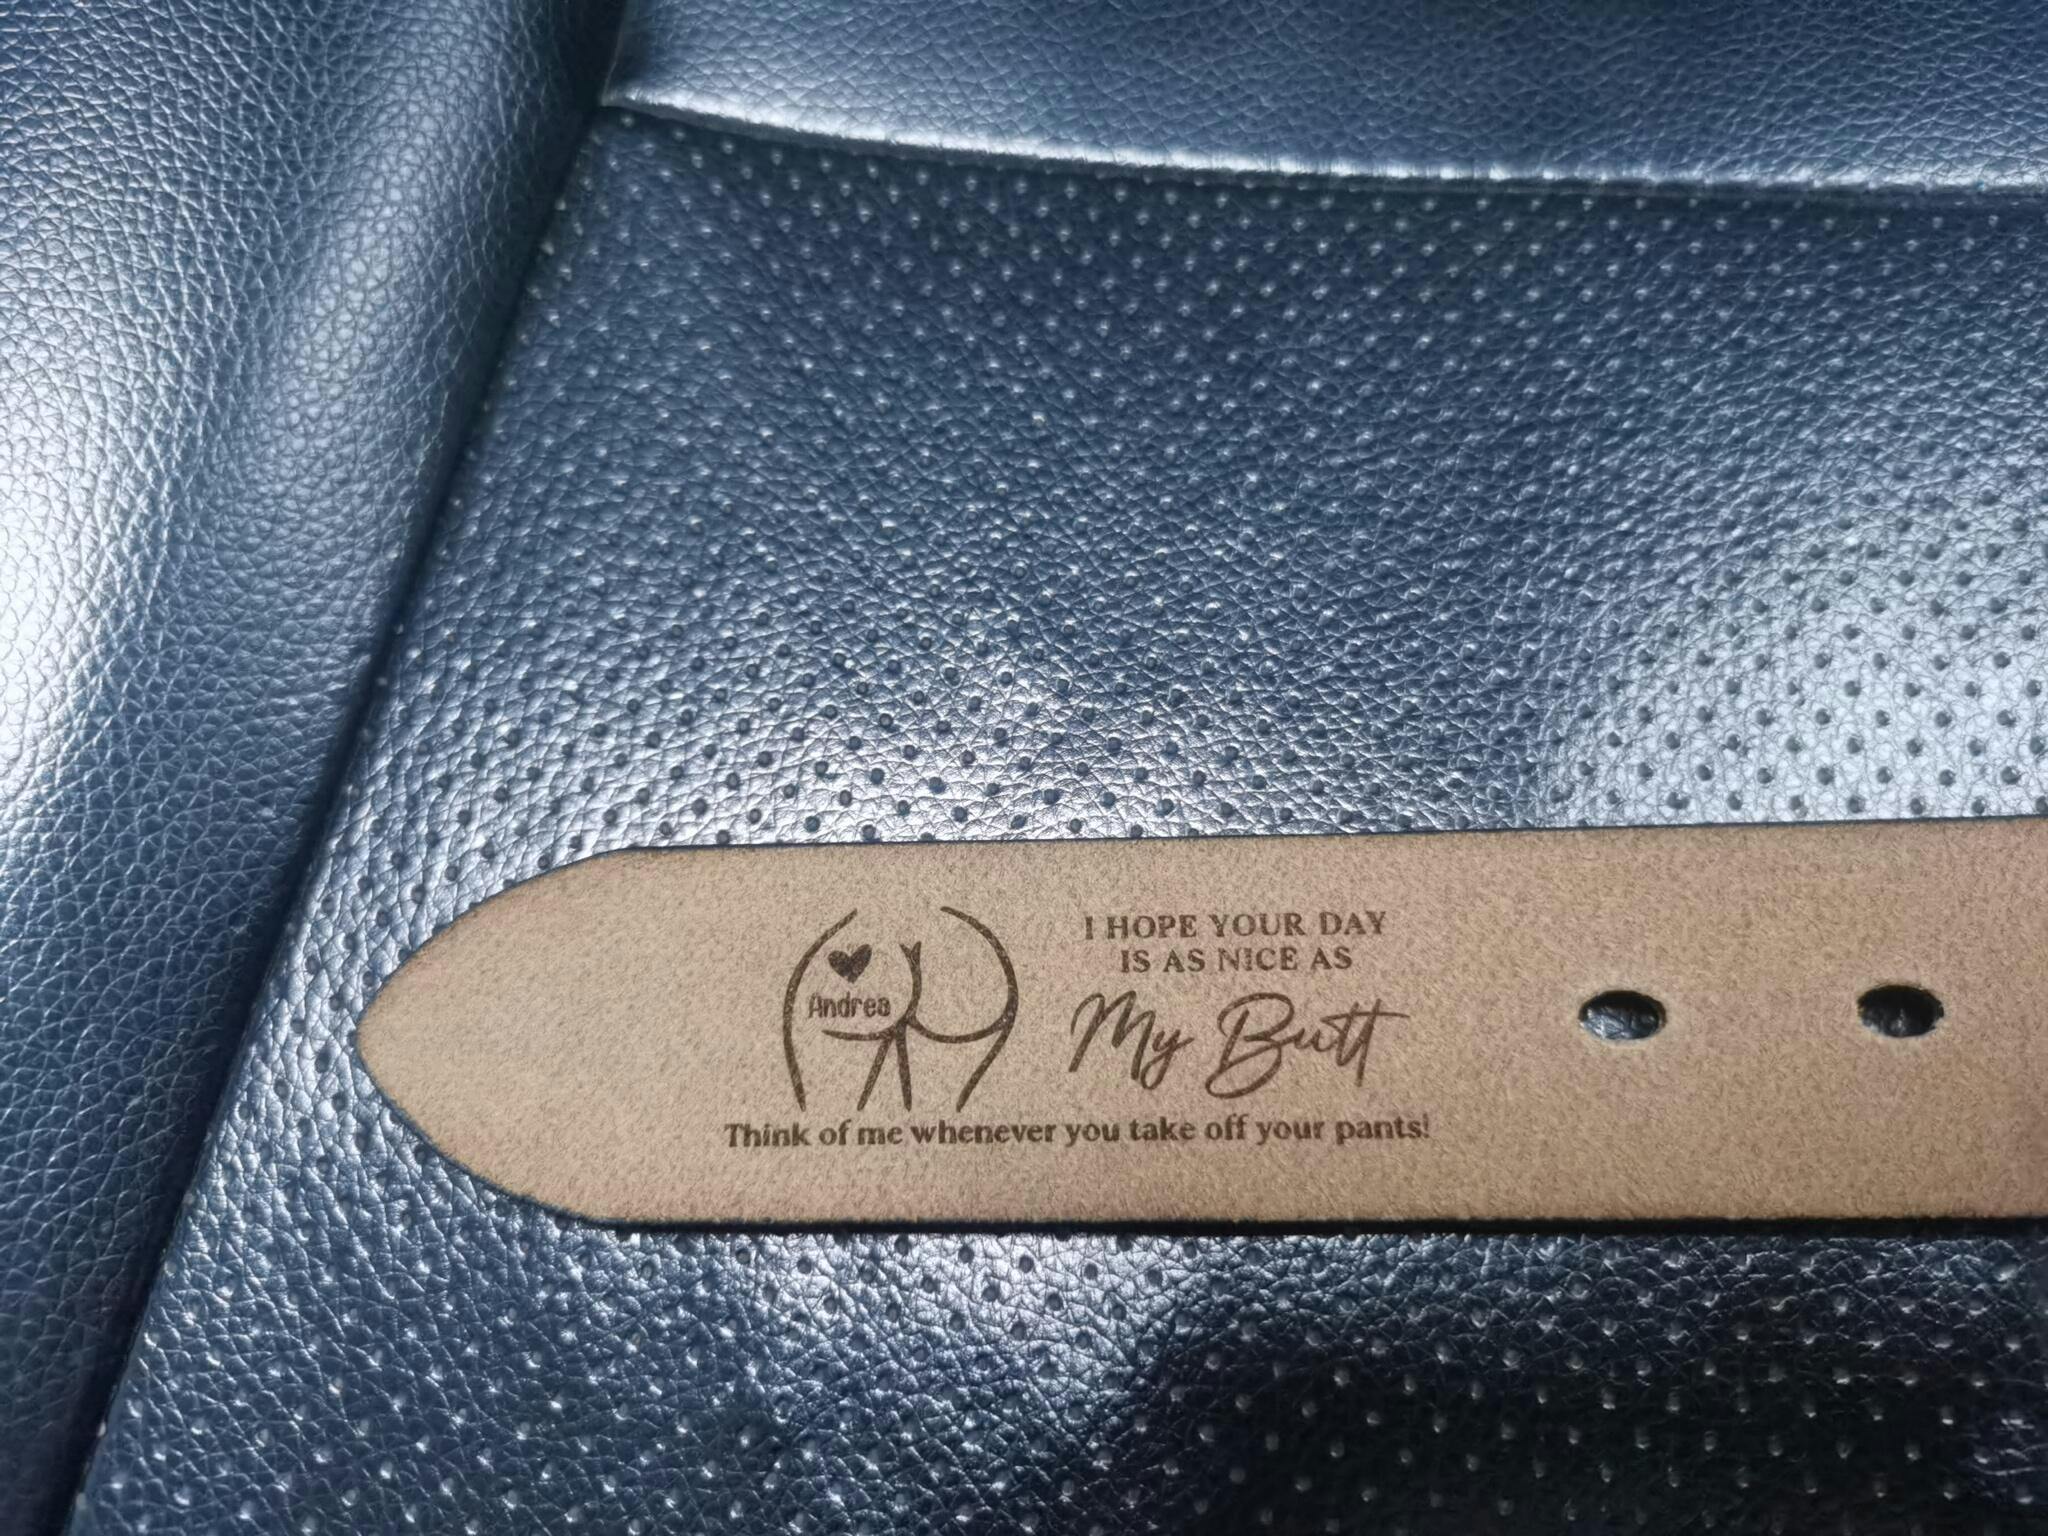 Andrea
I HOPE YOUR DAY
IS AS NICE AS
My Butt
Think of me whenever you take off your pants!